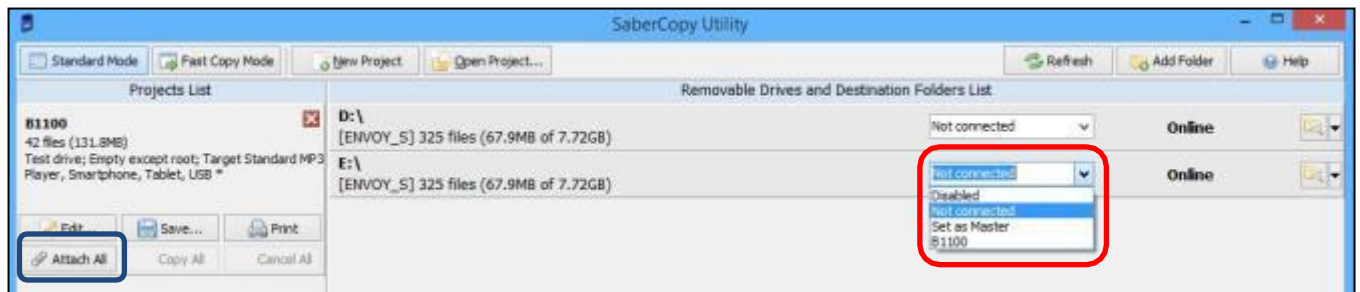 SaberCopy Utility
Standard Mode Fast Copy Mode New Project Open Project... Refresh Add Folder Help
Projects List Removable Drives and Destination Folders List
B1100
42 files (131.8MB)
Test drive; Empty except root; Target Standard MP3
Player, Smartphone, Tablet, USB *
Edit... Save... Print
Attach All Copy All Cancel All
D:\
[ENVOY_S] 325 files (67.9MB of 7.72GB)
Not connected Online
E:\
[ENVOY_S] 325 files (67.9MB of 7.72GB)
Not connected Online
Disabled
Not connected
Set as Master
B1100